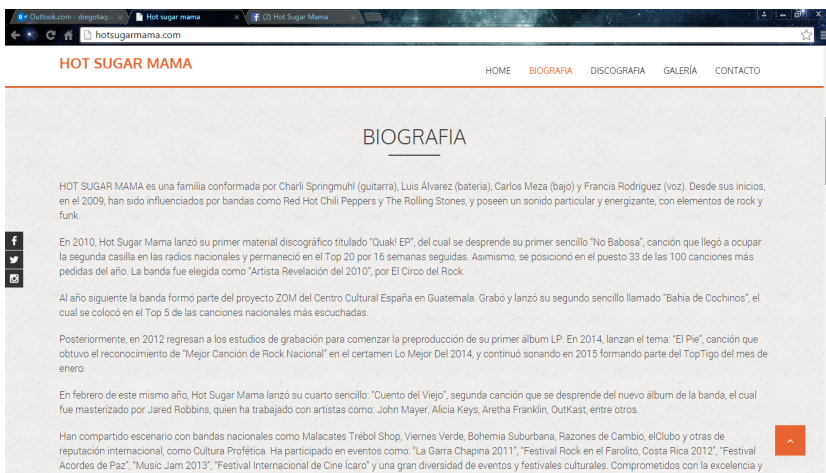 Outlook.com - diegotaqu
Hot sugar mama
(2) Hot Sugar Mama
hotsugarmama.com
HOT SUGAR MAMA
HOME BIOGRAFIA DISCOGRAFIA GALERÍA CONTACTO
BIOGRAFIA
HOT SUGAR MAMA es una familia conformada por Charli Springmuhl (guitarra), Luis Álvarez (batería), Carlos Meza (bajo) y Francis Rodriguez (voz). Desde sus inicios,
en el 2009, han sido influenciados por bandas como Red Hot Chili Peppers y The Rolling Stones, y poseen un sonido particular y energizante, con elementos de rock y
funk.
En 2010, Hot Sugar Mama lanzó su primer material discográfico titulado "Quak! EP", del cual se desprende su primer sencillo "No Babosa", canción que llegó a ocupar
la segunda casilla en las radios nacionales y permaneció en el Top 20 por 16 semanas seguidas. Asimismo, se posicionó en el puesto 33 de las 100 canciones más
pedidas del año. La banda fue elegida como "Artista Revelación del 2010", por El Circo del Rock.
Al año siguiente la banda formó parte del proyecto ZOM del Centro Cultural España en Guatemala. Grabó y lanzó su segundo sencillo llamado "Bahía de Cochinos", el
cual se colocó en el Top 5 de las canciones nacionales más escuchadas.
Posteriormente, en 2012 regresan a los estudios de grabación para comenzar la preproducción de su primer álbum LP. En 2014, lanzan el tema: "El Pie", canción que
obtuvo el reconocimiento de "Mejor Canción de Rock Nacional" en el certamen Lo Mejor Del 2014, y continuó sonando en 2015 formando parte del TopTigo del mes de
enero.
En febrero de este mismo año, Hot Sugar Mama lanzó su cuarto sencillo: "Cuento del Viejo", segunda canción que se desprende del nuevo álbum de la banda, el cual
fue masterizado por Jared Robbins, quien ha trabajado con artistas como: John Mayer, Alicia Keys, Aretha Franklin, OutKast, entre otros.
Han compartido escenario con bandas nacionales como Malacates Trébol Shop, Viernes Verde, Bohemia Suburbana, Razones de Cambio, elClubo y otras de
reputación internacional, como Cultura Profética. Ha participado en eventos como: "La Garra Chapina 2011", "Festival Rock en el Farolito, Costa Rica 2012", "Festival
Acordes de Paz", "Music Jam 2013", "Festival Internacional de Cine Ícaro" y una gran diversidad de eventos y festivales culturales. Comprometidos con la excelencia y